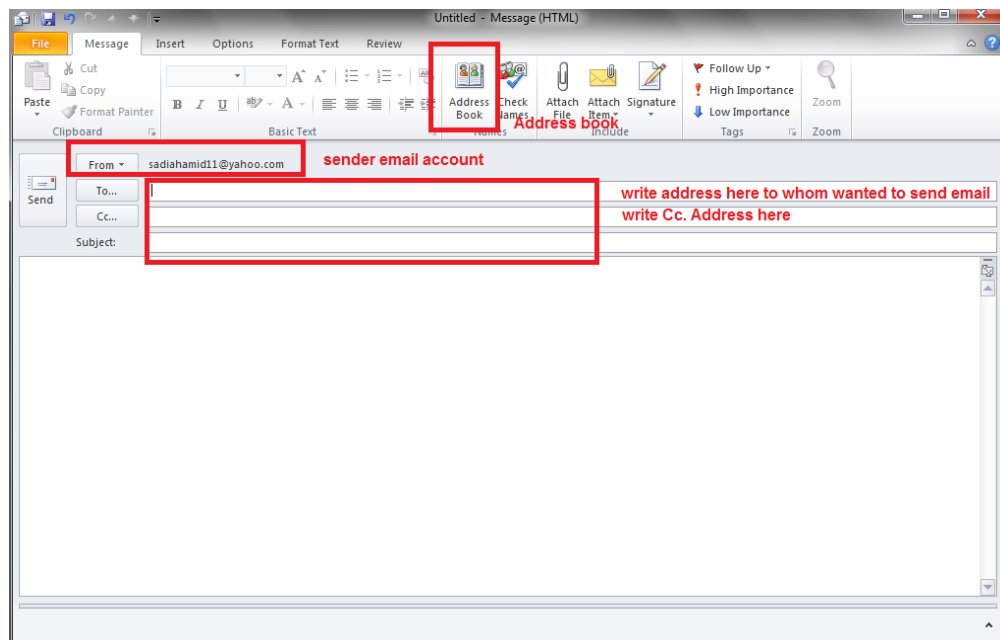 Untitled - Message (HTML)
File Message Insert Options Format Text Review
Cut
Copy
Format Painter
Paste
Clipboard
B I U
Basic Text
Address Book
Check Names
Names
Address book
Attach File
Attach Item
Signature
Include
Follow Up
High Importance
Low Importance
Tags
Zoom
Zoom
From sadiahamid11@yahoo.com
sender email account
Send
To...
write address here to whom wanted to send email
Cc...
write Cc. Address here
Subject: